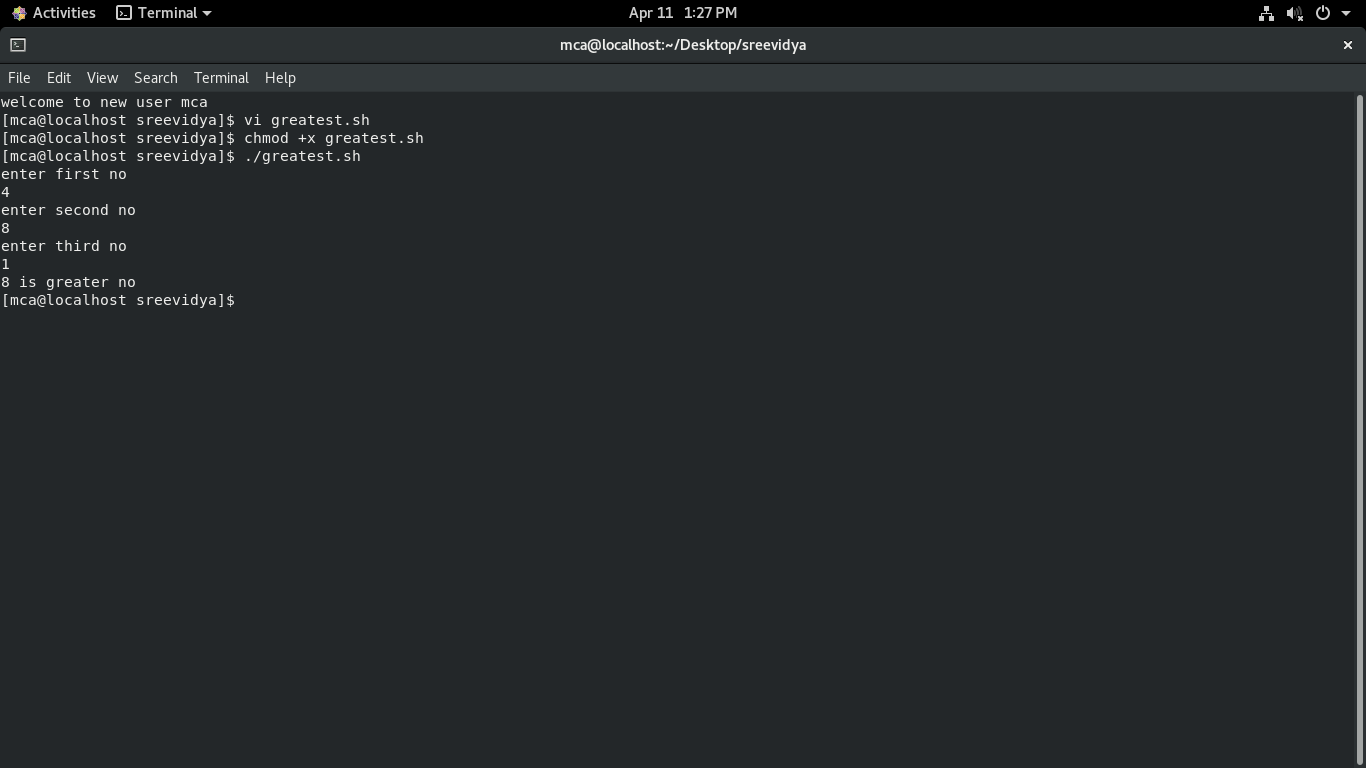 Activities Terminal Apr 11 1:27 PM
mca@localhost:~/Desktop/sreevidya
File Edit View Search Terminal Help
welcome to new user mca
[mca@localhost sreevidya]$ vi greatest.sh
[mca@localhost sreevidya]$ chmod +x greatest.sh
[mca@localhost sreevidya]$ ./greatest.sh
enter first no
4
enter second no
8
enter third no
1
8 is greater no
[mca@localhost sreevidya]$